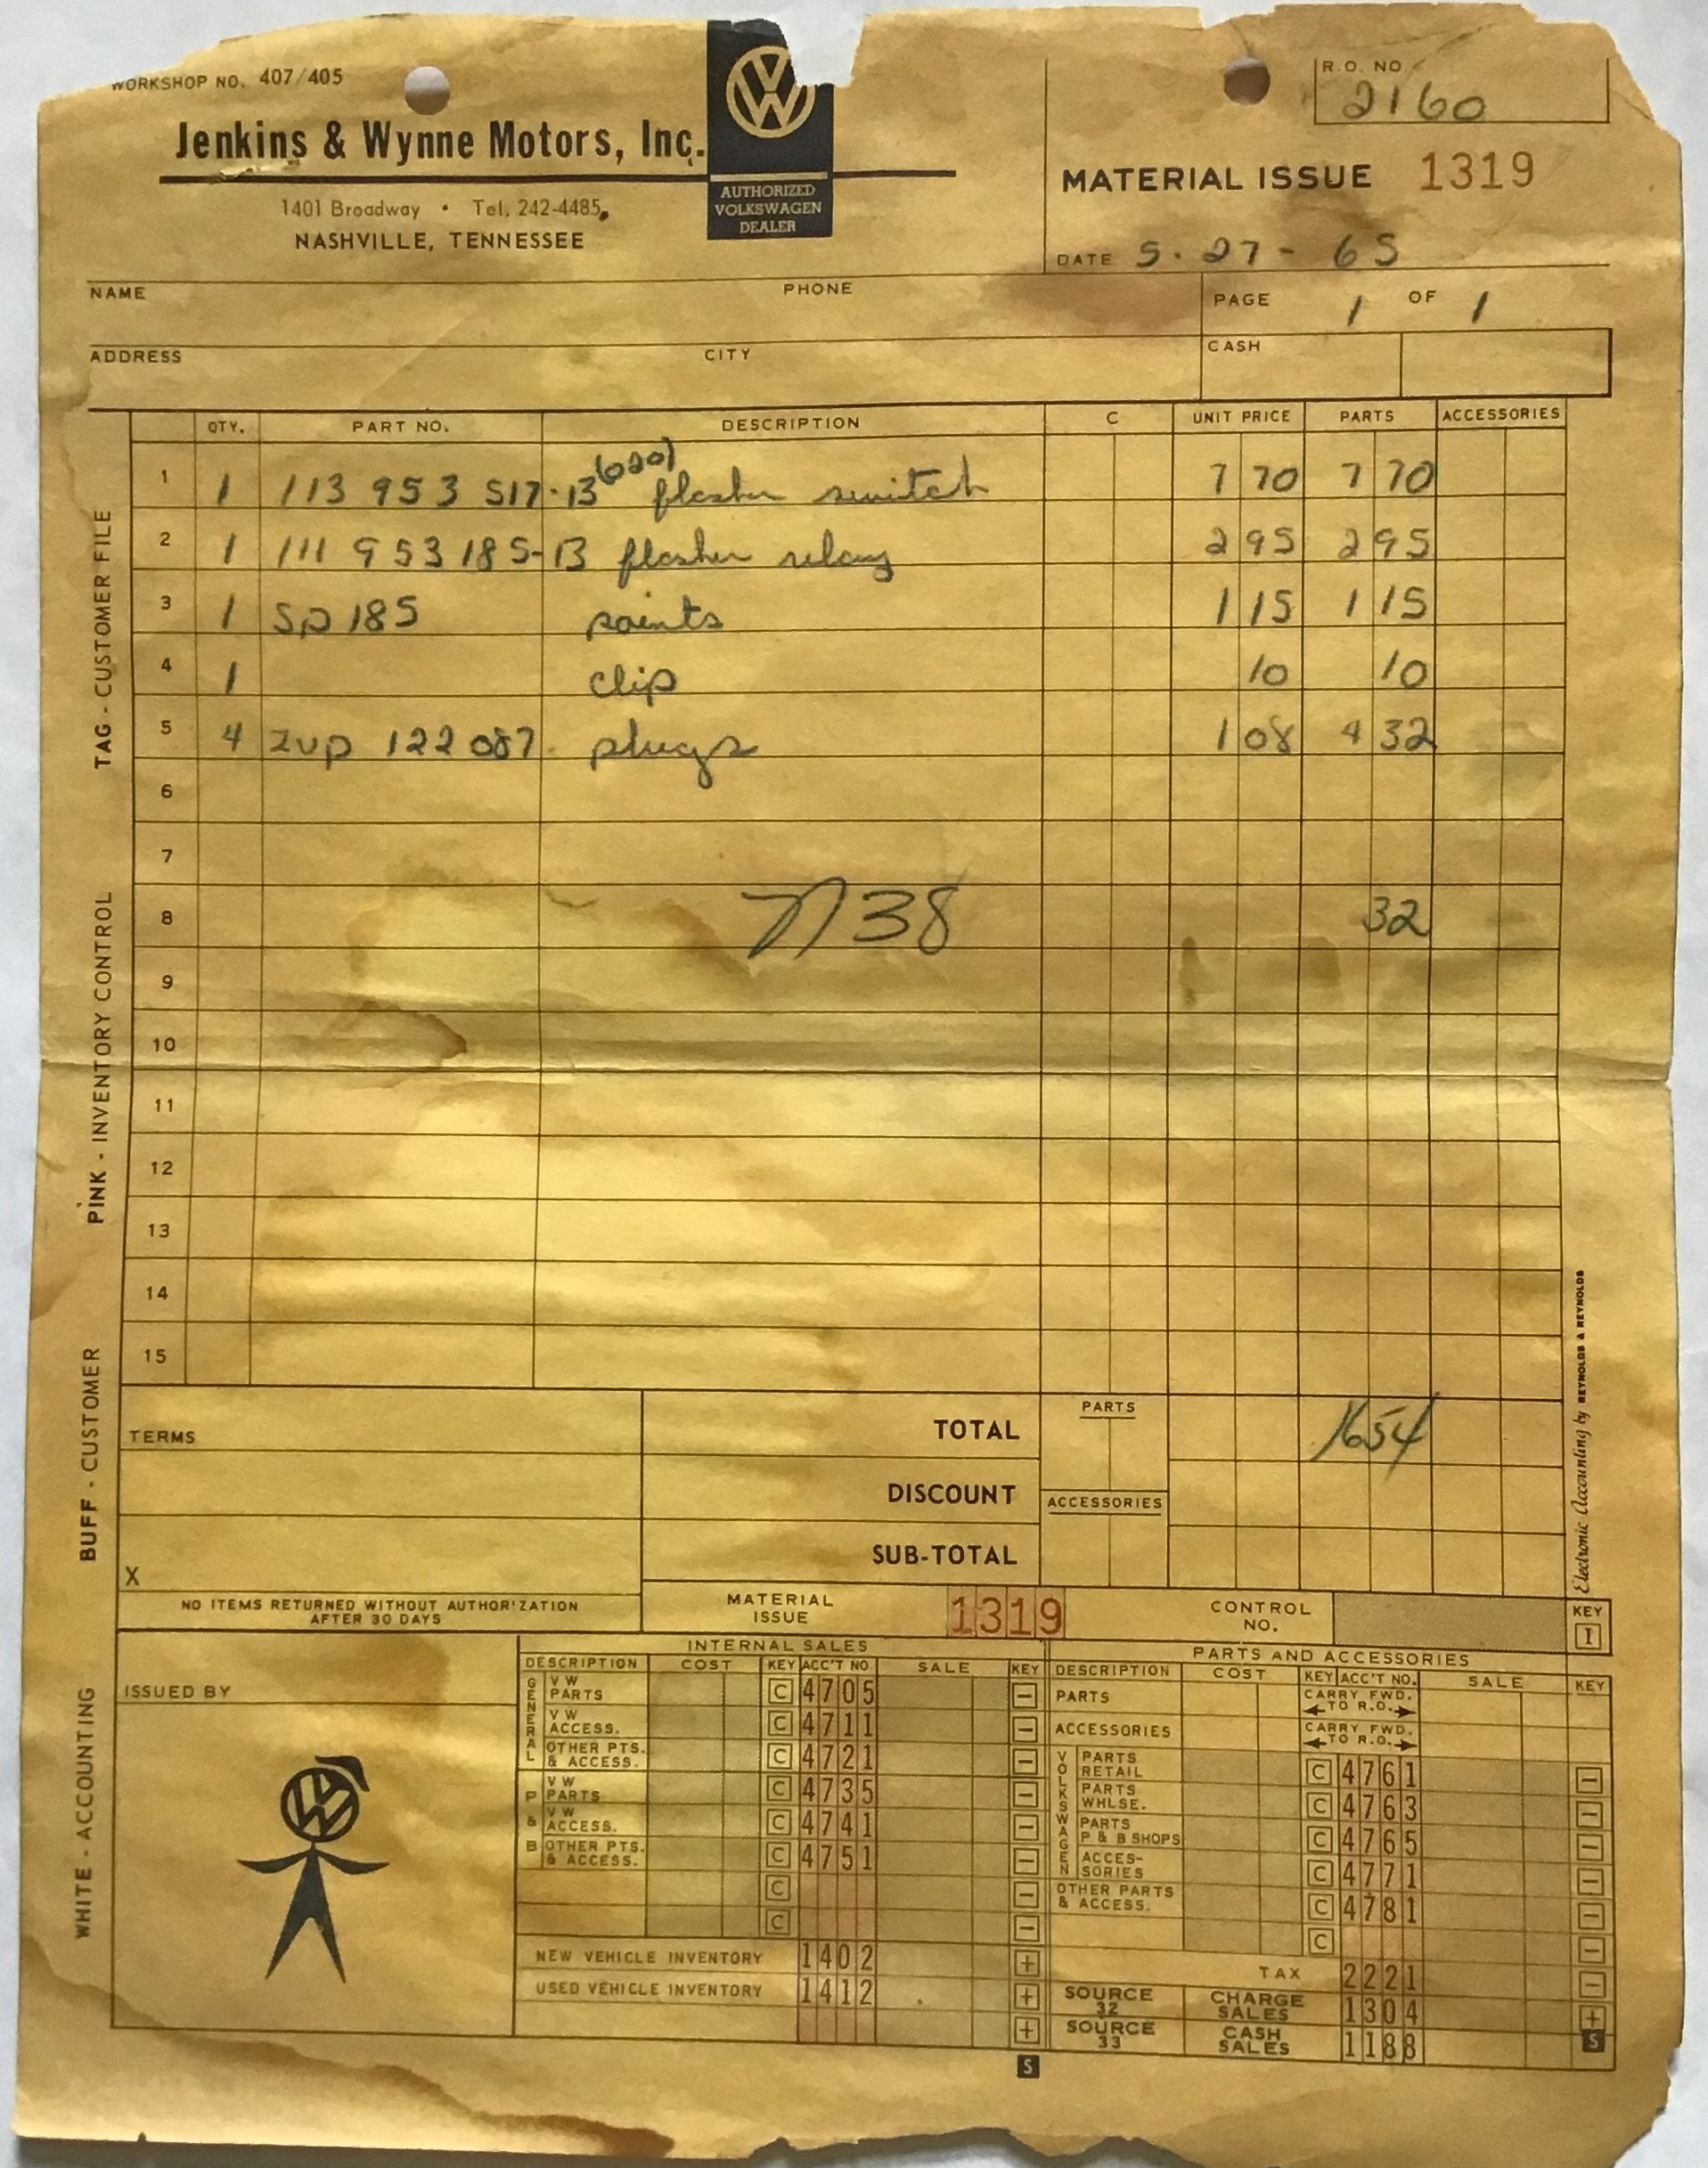 WORKSHOP NO. 407/405
Jenkins & Wynne Motors, Inc.
1401 Broadway • Tel. 242-4485
NASHVILLE, TENNESSEE
AUTHORIZED
VOLKSWAGEN
DEALER
R.O. NO.
2160
MATERIAL ISSUE 1319
DATE 5-27-65
NAME PHONE PAGE 1 OF 1
ADDRESS CITY CASH
QTY. PART NO. DESCRIPTION C UNIT PRICE PARTS ACCESSORIES
1 1 113 953 517-13 (020) flasher switch 7 70 7 70
2 1 111 953 185-13 flasher relay 2 95 2 95
3 1 Sp 185 points 1 15 1 15
4 1 clip 10 10
5 4 zup 122 087 plugs 1 08 4 32
6
7
8 38 32
9
10
11
12
13
14
15
TAG - CUSTOMER FILE
PINK - INVENTORY CONTROL
BUFF - CUSTOMER
WHITE - ACCOUNTING
TERMS
X
TOTAL PARTS 1654
DISCOUNT
ACCESSORIES
SUB-TOTAL
Electronic Accounting by REYNOLDS & REYNOLDS
NO ITEMS RETURNED WITHOUT AUTHORIZATION
AFTER 30 DAYS
MATERIAL
ISSUE 1319
CONTROL
NO.
KEY
I
ISSUED BY
INTERNAL SALES
DESCRIPTION COST KEY ACC'T NO. SALE KEY
GENERAL
VW PARTS C 4705 −
VW ACCESS. C 4711 −
OTHER PTS. & ACCESS. C 4721 −
P & B
VW PARTS C 4735 −
VW ACCESS. C 4741 −
OTHER PTS. & ACCESS. C 4751 −
C −
C −
NEW VEHICLE INVENTORY 1402 +
USED VEHICLE INVENTORY 1412 +
+
S
PARTS AND ACCESSORIES
DESCRIPTION COST KEY ACC'T NO. SALE KEY
PARTS CARRY FWD. TO R.O.
ACCESSORIES CARRY FWD. TO R.O.
VOLKSWAGEN
PARTS RETAIL C 4761 −
PARTS WHLSE. C 4763 −
PARTS P & B SHOPS C 4765 −
ACCESSORIES C 4771 −
OTHER PARTS & ACCESS. C 4781 −
C −
TAX 2221 −
SOURCE 32 CHARGE SALES 1304 +
SOURCE 33 CASH SALES 1188 S